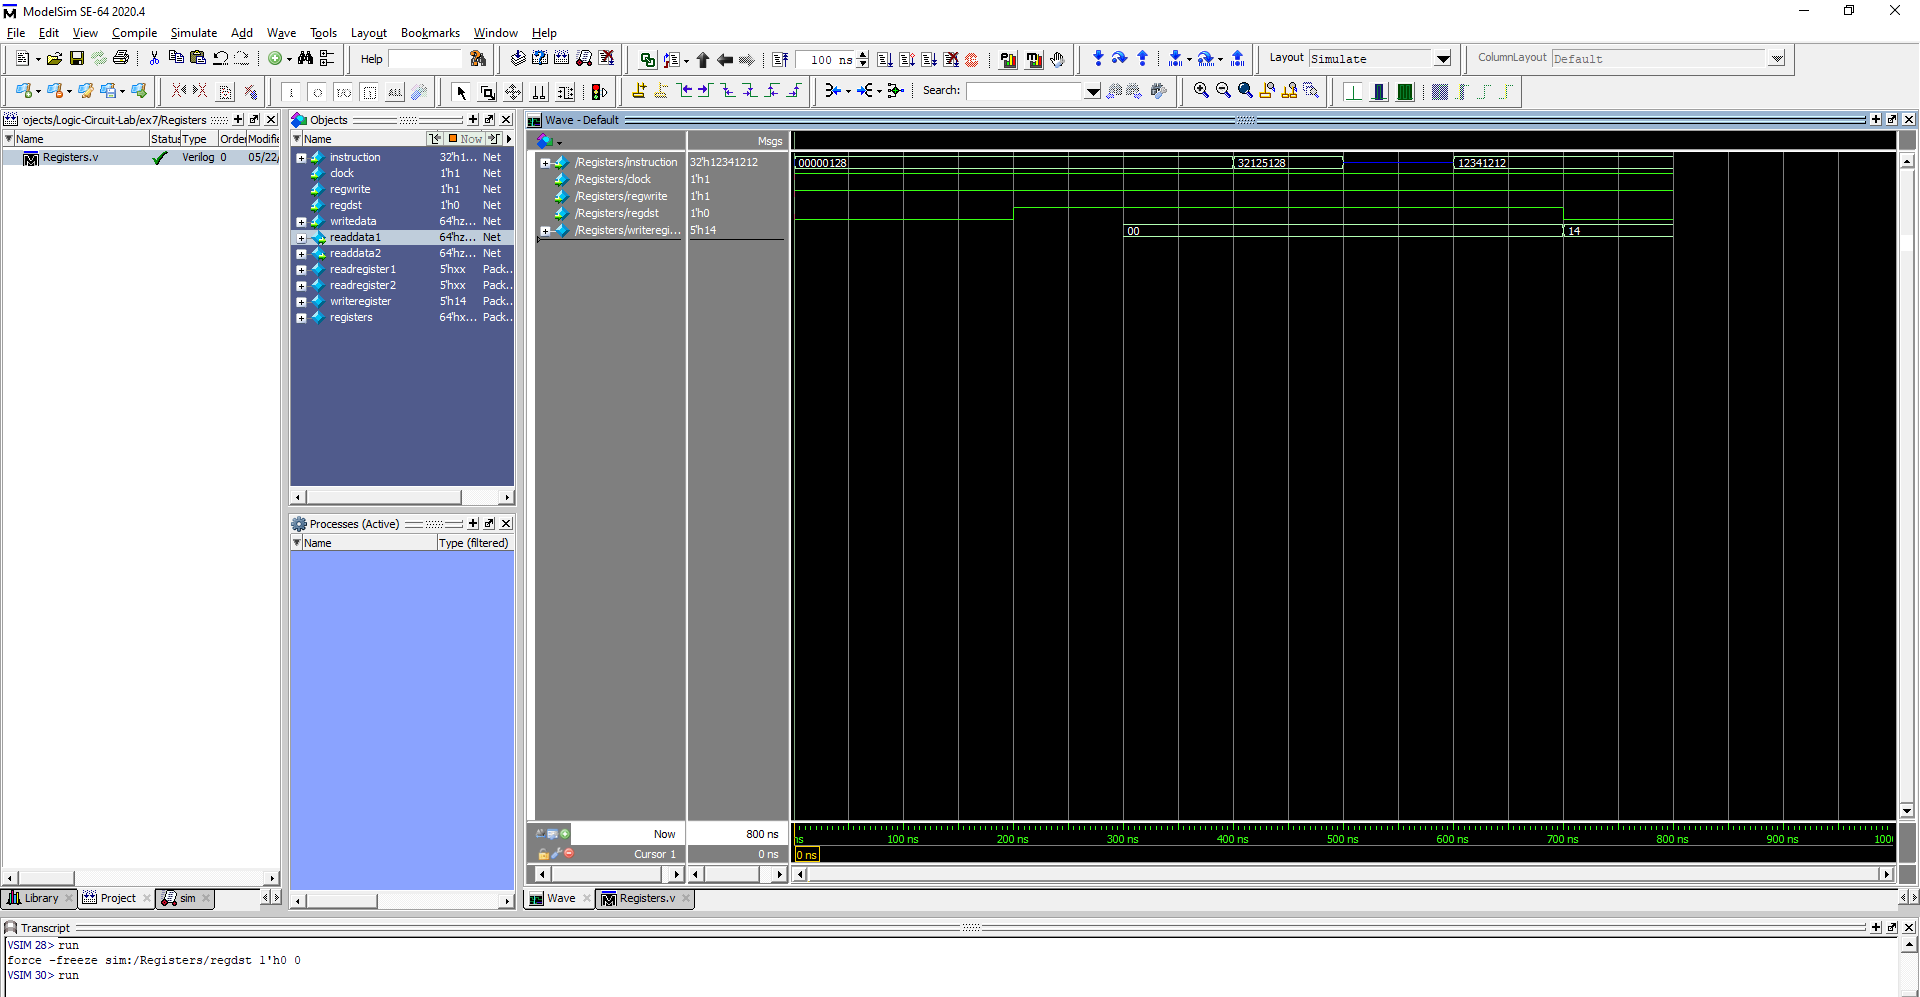 ModelSim SE-64 2020.4
File Edit View Compile Simulate Add Wave Tools Layout Bookmarks Window Help
Help 100 ns Layout Simulate ColumnLayout Default
Search:
ojects/Logic-Circuit-Lab/ex7/Registers
Name Status Type Order Modifie
Registers.v Verilog 0 05/22/
Library Project sim
Objects
Name Now
instruction 32'h1... Net
clock 1'h1 Net
regwrite 1'h1 Net
regdst 1'h0 Net
writedata 64'hz... Net
readdata1 64'hz... Net
readdata2 64'hz... Net
readregister1 5'hxx Pack...
readregister2 5'hxx Pack...
writeregister 5'h14 Pack...
registers 64'hx... Pack...
Processes (Active)
Name Type (filtered)
Wave - Default
Msgs
/Registers/instruction 32'h12341212 00000128 32125128 12341212
/Registers/clock 1'h1
/Registers/regwrite 1'h1
/Registers/regdst 1'h0
/Registers/writeregi... 5'h14 00 14
Now 800 ns ns 100 ns 200 ns 300 ns 400 ns 500 ns 600 ns 700 ns 800 ns 900 ns 100
Cursor 1 0 ns 0 ns
Wave Registers.v
Transcript
VSIM 28> run
force -freeze sim:/Registers/regdst 1'h0 0
VSIM 30> run